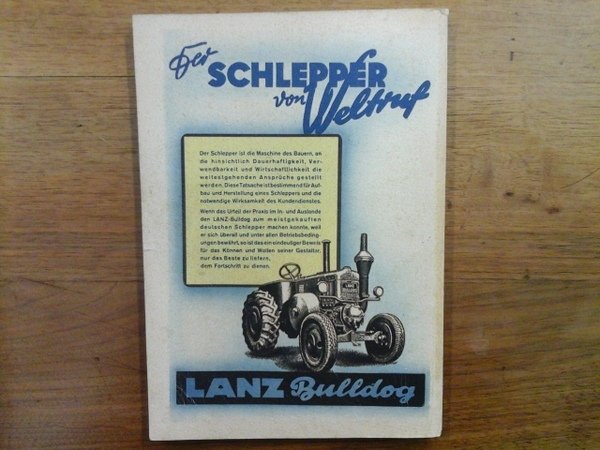 Der SCHLEPPER
von Weltruf
Der Schlepper ist die Maschine des Bauern, an
die hinsichtlich Dauerhaftigkeit, Ver-
wendbarkeit und Wirtschaftlichkeit die
weitestgehenden Ansprüche gestellt
werden. Diese Tatsache ist bestimmend für Auf-
bau und Herstellung eines Schleppers und die
notwendige Wirksamkeit des Kundendienstes.
Wenn das Urteil der Praxis im In- und Auslande
den LANZ-Bulldog zum meistgekauften
deutschen Schlepper machen konnte, weil
er sich überall und unter allen Betriebsbedin-
gungen bewährt, so ist das ein eindeutiger Beweis
für das Können und Wollen seiner Gestalter,
nur das Beste zu liefern,
dem Fortschritt zu dienen.
LANZ
BULLDOG
LANZ Bulldog